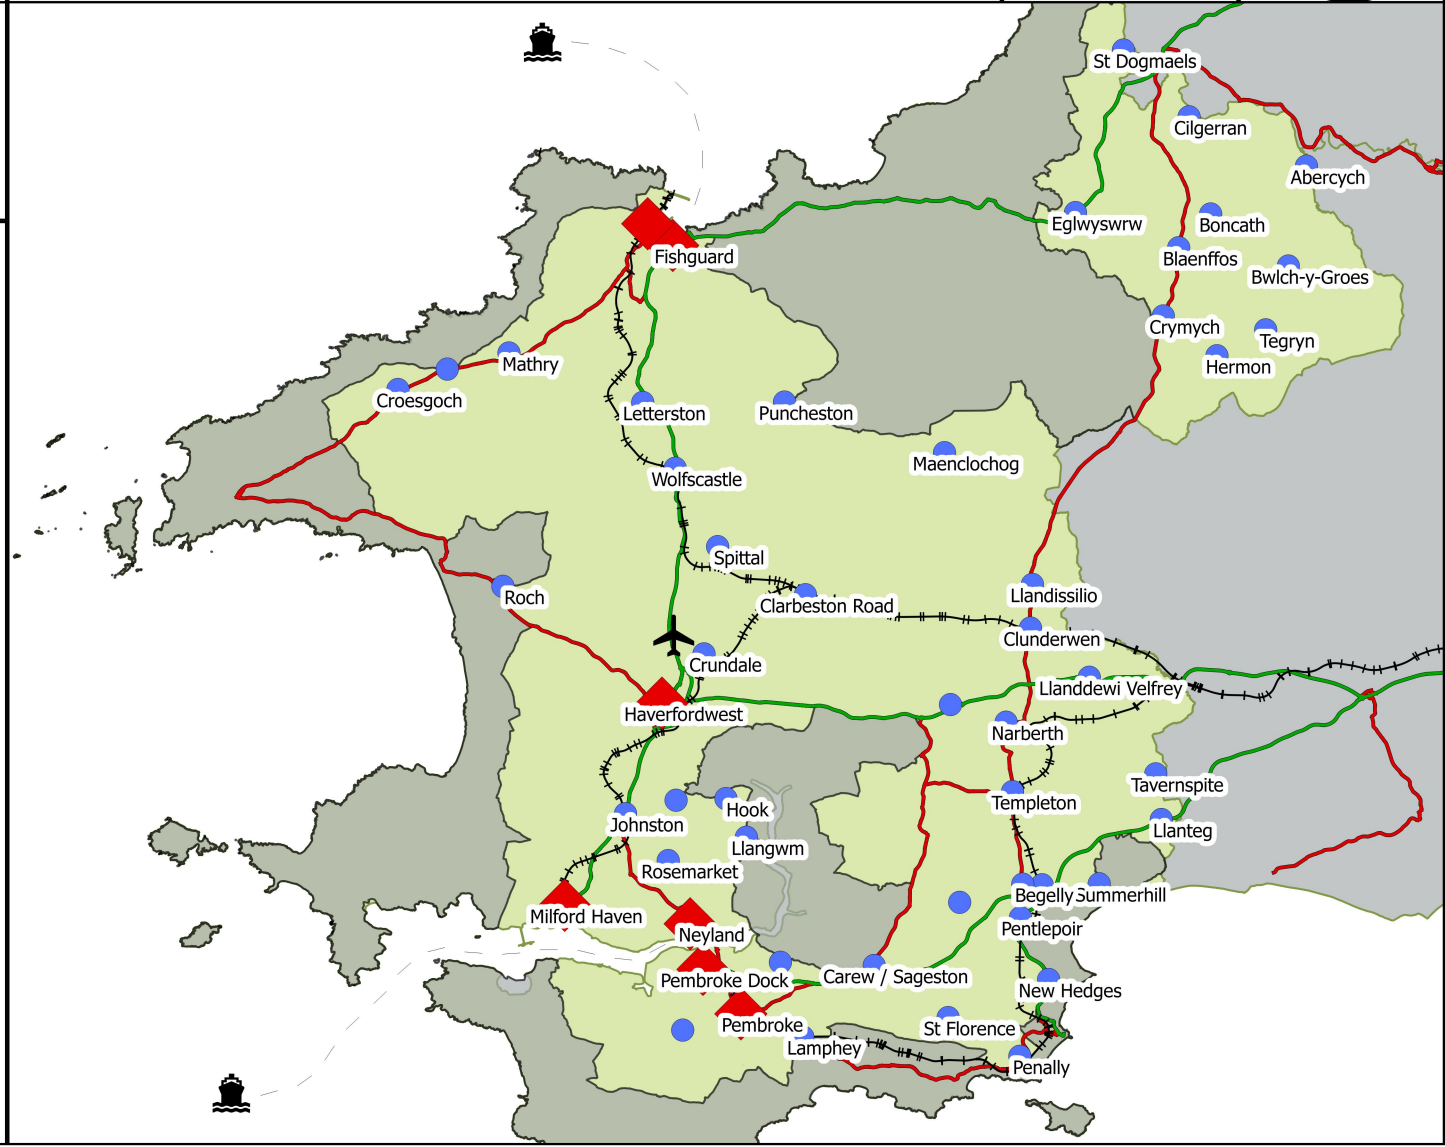 St Dogmaels
Cilgerran
Abercych
Eglwyswrw
Boncath
Fishguard
Blaenffos
Bwlch-y-Groes
Crymych
Tegryn
Mathry
Hermon
Croesgoch
Letterston
Puncheston
Maenclochog
Wolfscastle
Spittal
Roch
Clarbeston Road
Llandissilio
Clunderwen
Crundale
Llanddewi Velfrey
Haverfordwest
Narberth
Tavernspite
Templeton
Hook
Johnston
Llanteg
Llangwm
Rosemarket
Begelly
Summerhill
Milford Haven
Neyland
Pentlepoir
Pembroke Dock
Carew / Sageston
New Hedges
Pembroke
St Florence
Lamphey
Penally